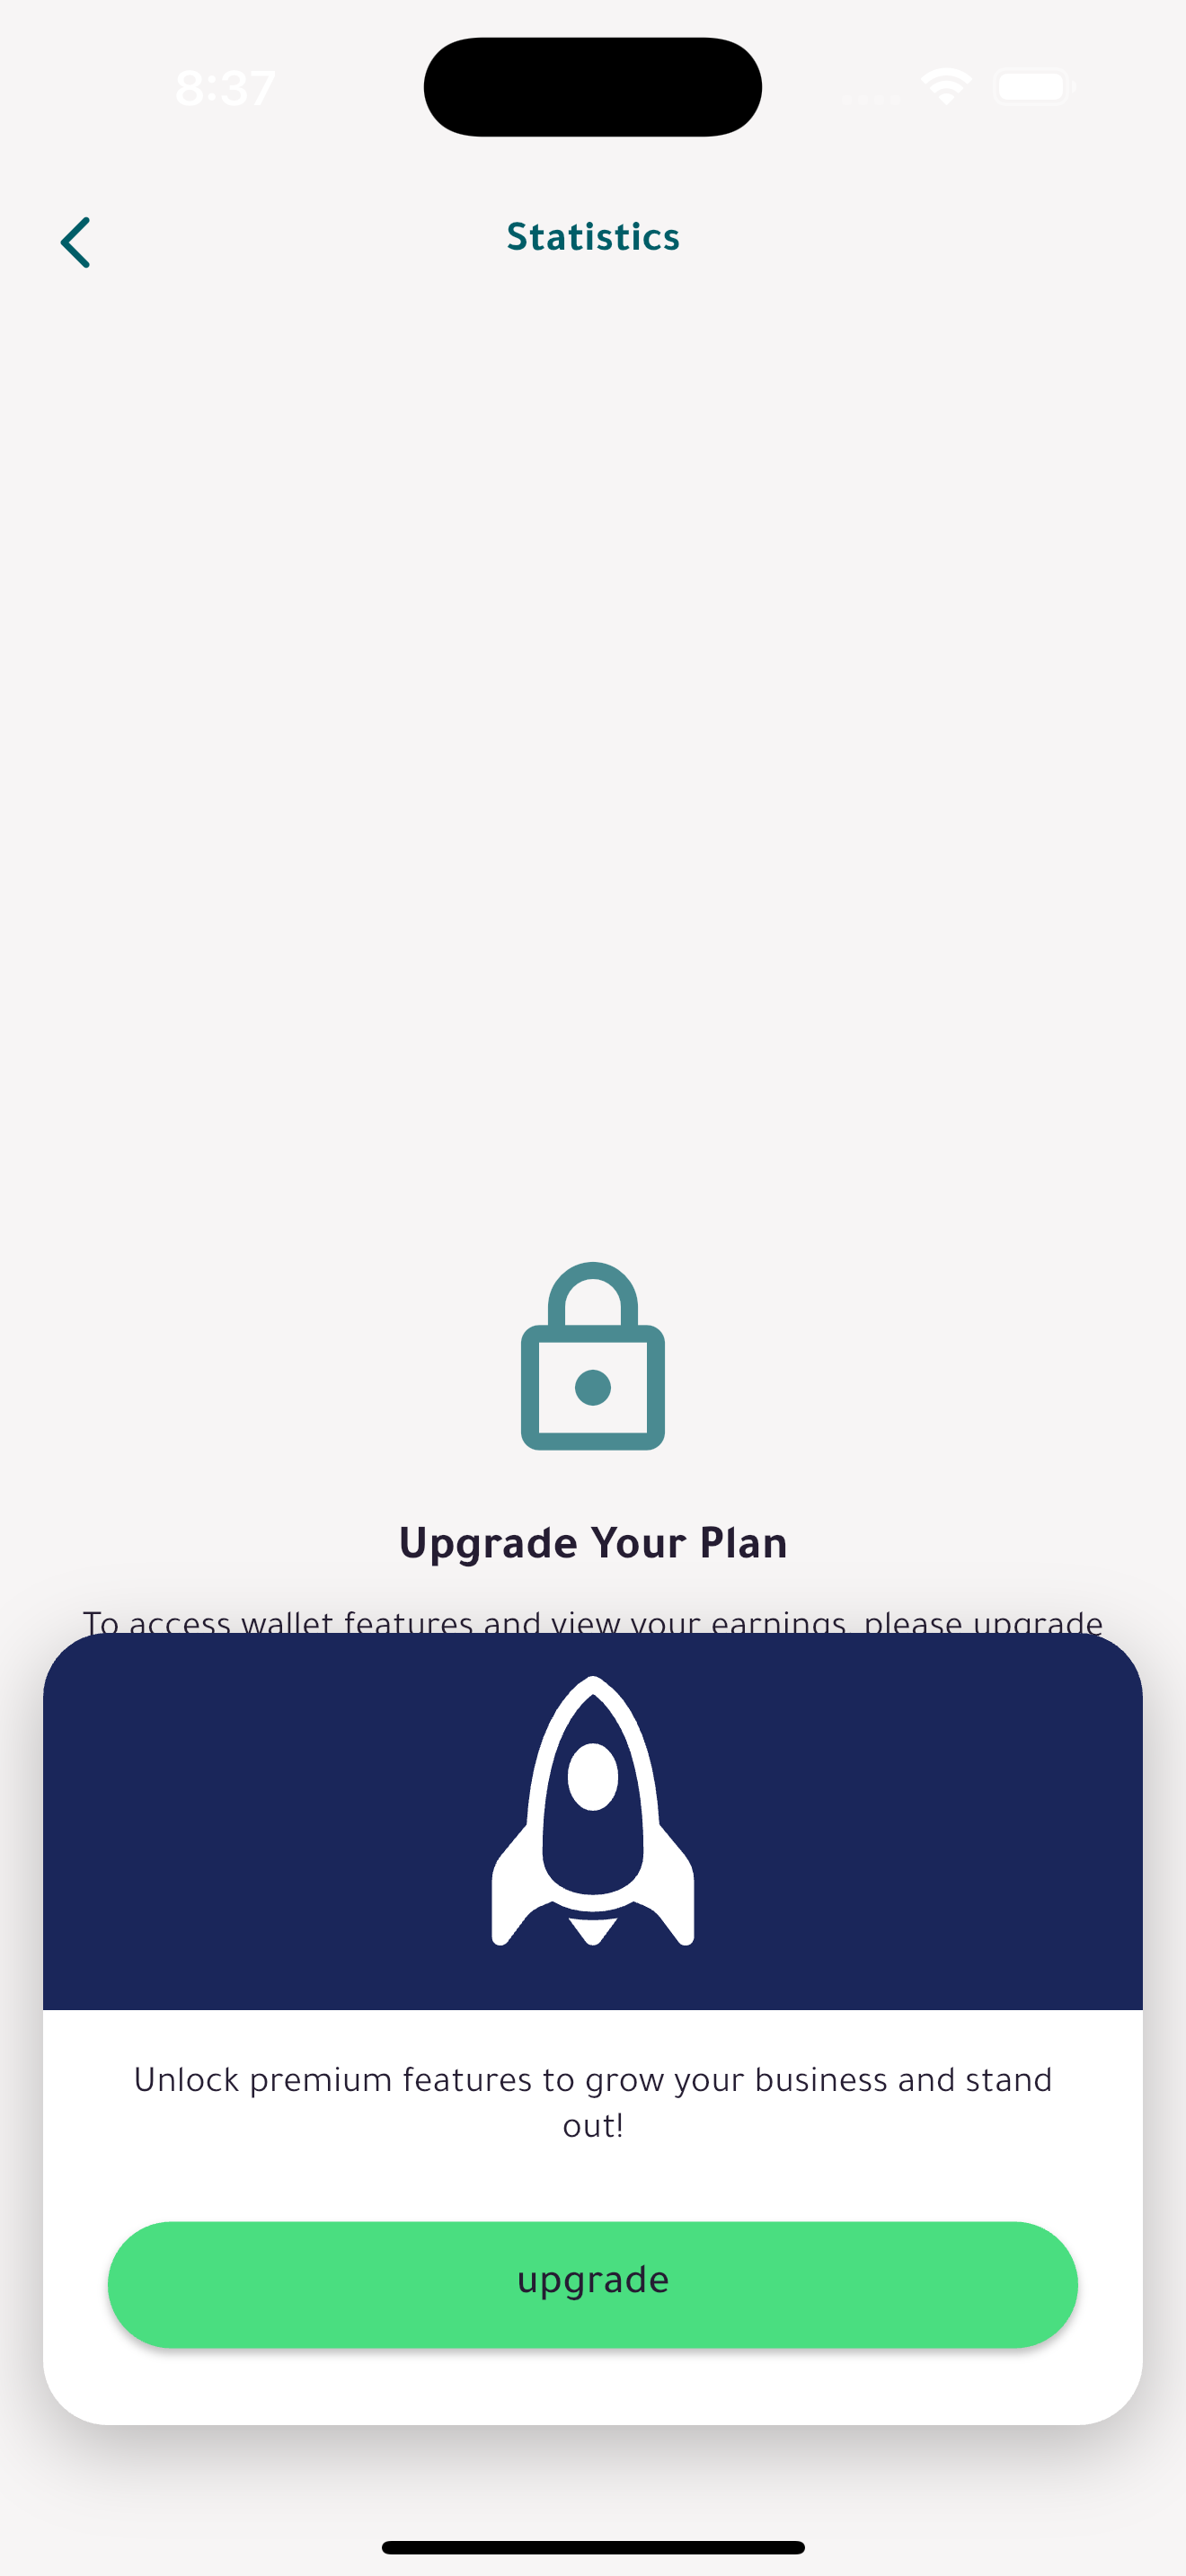 8:37
Statistics
Upgrade Your Plan
To access wallet features and view your earnings, please upgrade
Unlock premium features to grow your business and stand
out!
upgrade